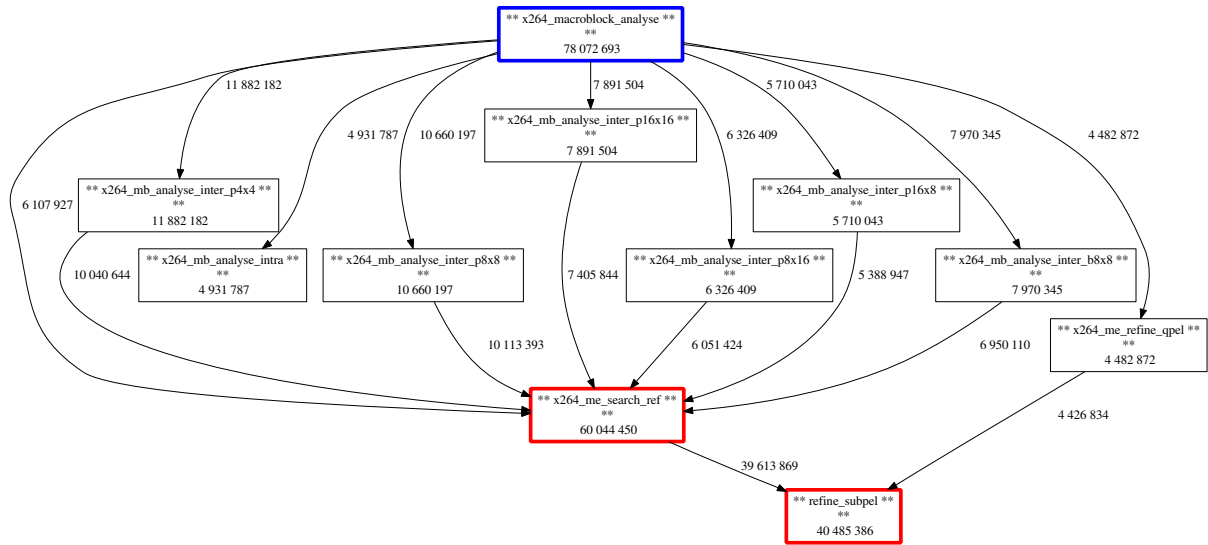 ** x264_macroblock_analyse **
**
78 072 693
11 882 182
4 931 787
10 660 197
7 891 504
6 326 409
5 710 043
7 970 345
4 482 872
** x264_mb_analyse_inter_p16x16 **
**
7 891 504
6 107 927
** x264_mb_analyse_inter_p4x4 **
**
11 882 182
** x264_mb_analyse_inter_p16x8 **
**
5 710 043
10 040 644
** x264_mb_analyse_intra **
**
4 931 787
** x264_mb_analyse_inter_p8x8 **
**
10 660 197
7 405 844
** x264_mb_analyse_inter_p8x16 **
**
6 326 409
5 388 947
** x264_mb_analyse_inter_b8x8 **
**
7 970 345
** x264_me_refine_qpel **
**
4 482 872
10 113 393
6 051 424
6 950 110
** x264_me_search_ref **
**
60 044 450
4 426 834
39 613 869
** refine_subpel **
**
40 485 386